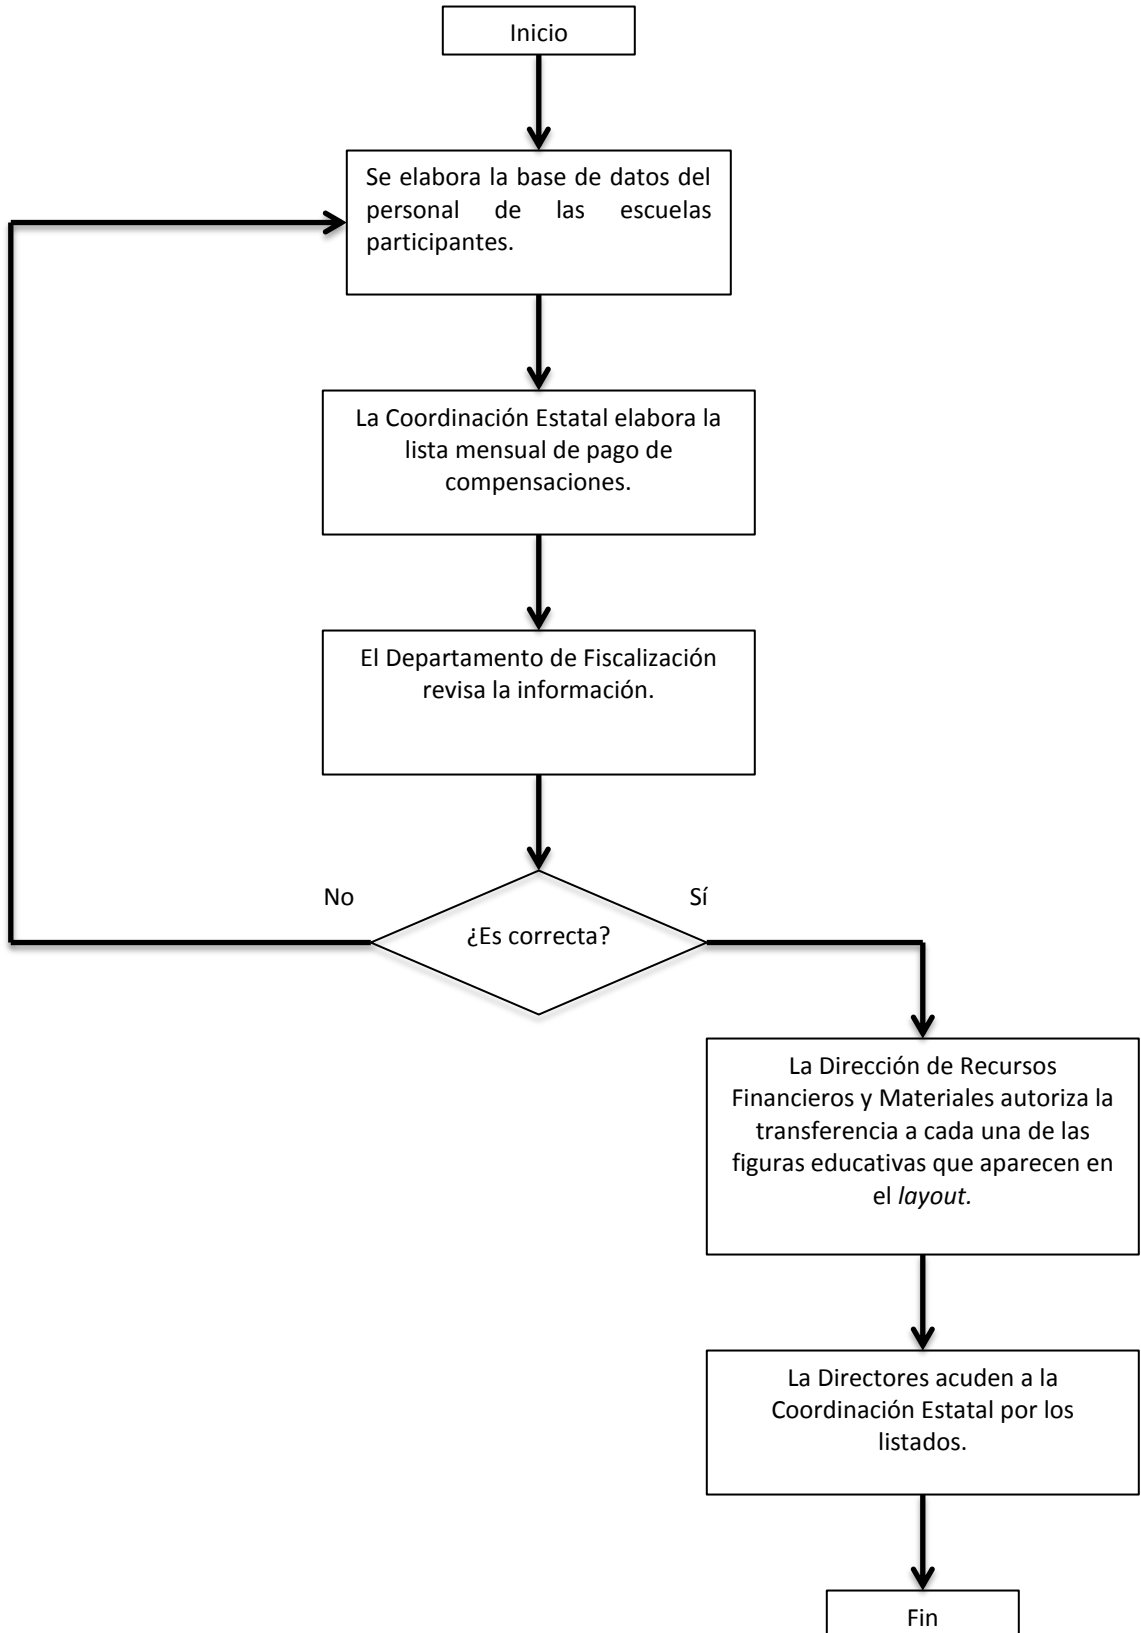 Inicio
Se elabora la base de datos del
personal de las escuelas
participantes.
La Coordinación Estatal elabora la
lista mensual de pago de
compensaciones.
El Departamento de Fiscalización
revisa la información.
No
Sí
¿Es correcta?
La Dirección de Recursos
Financieros y Materiales autoriza la
transferencia a cada una de las
figuras educativas que aparecen en
el layout.
La Directores acuden a la
Coordinación Estatal por los
listados.
Fin